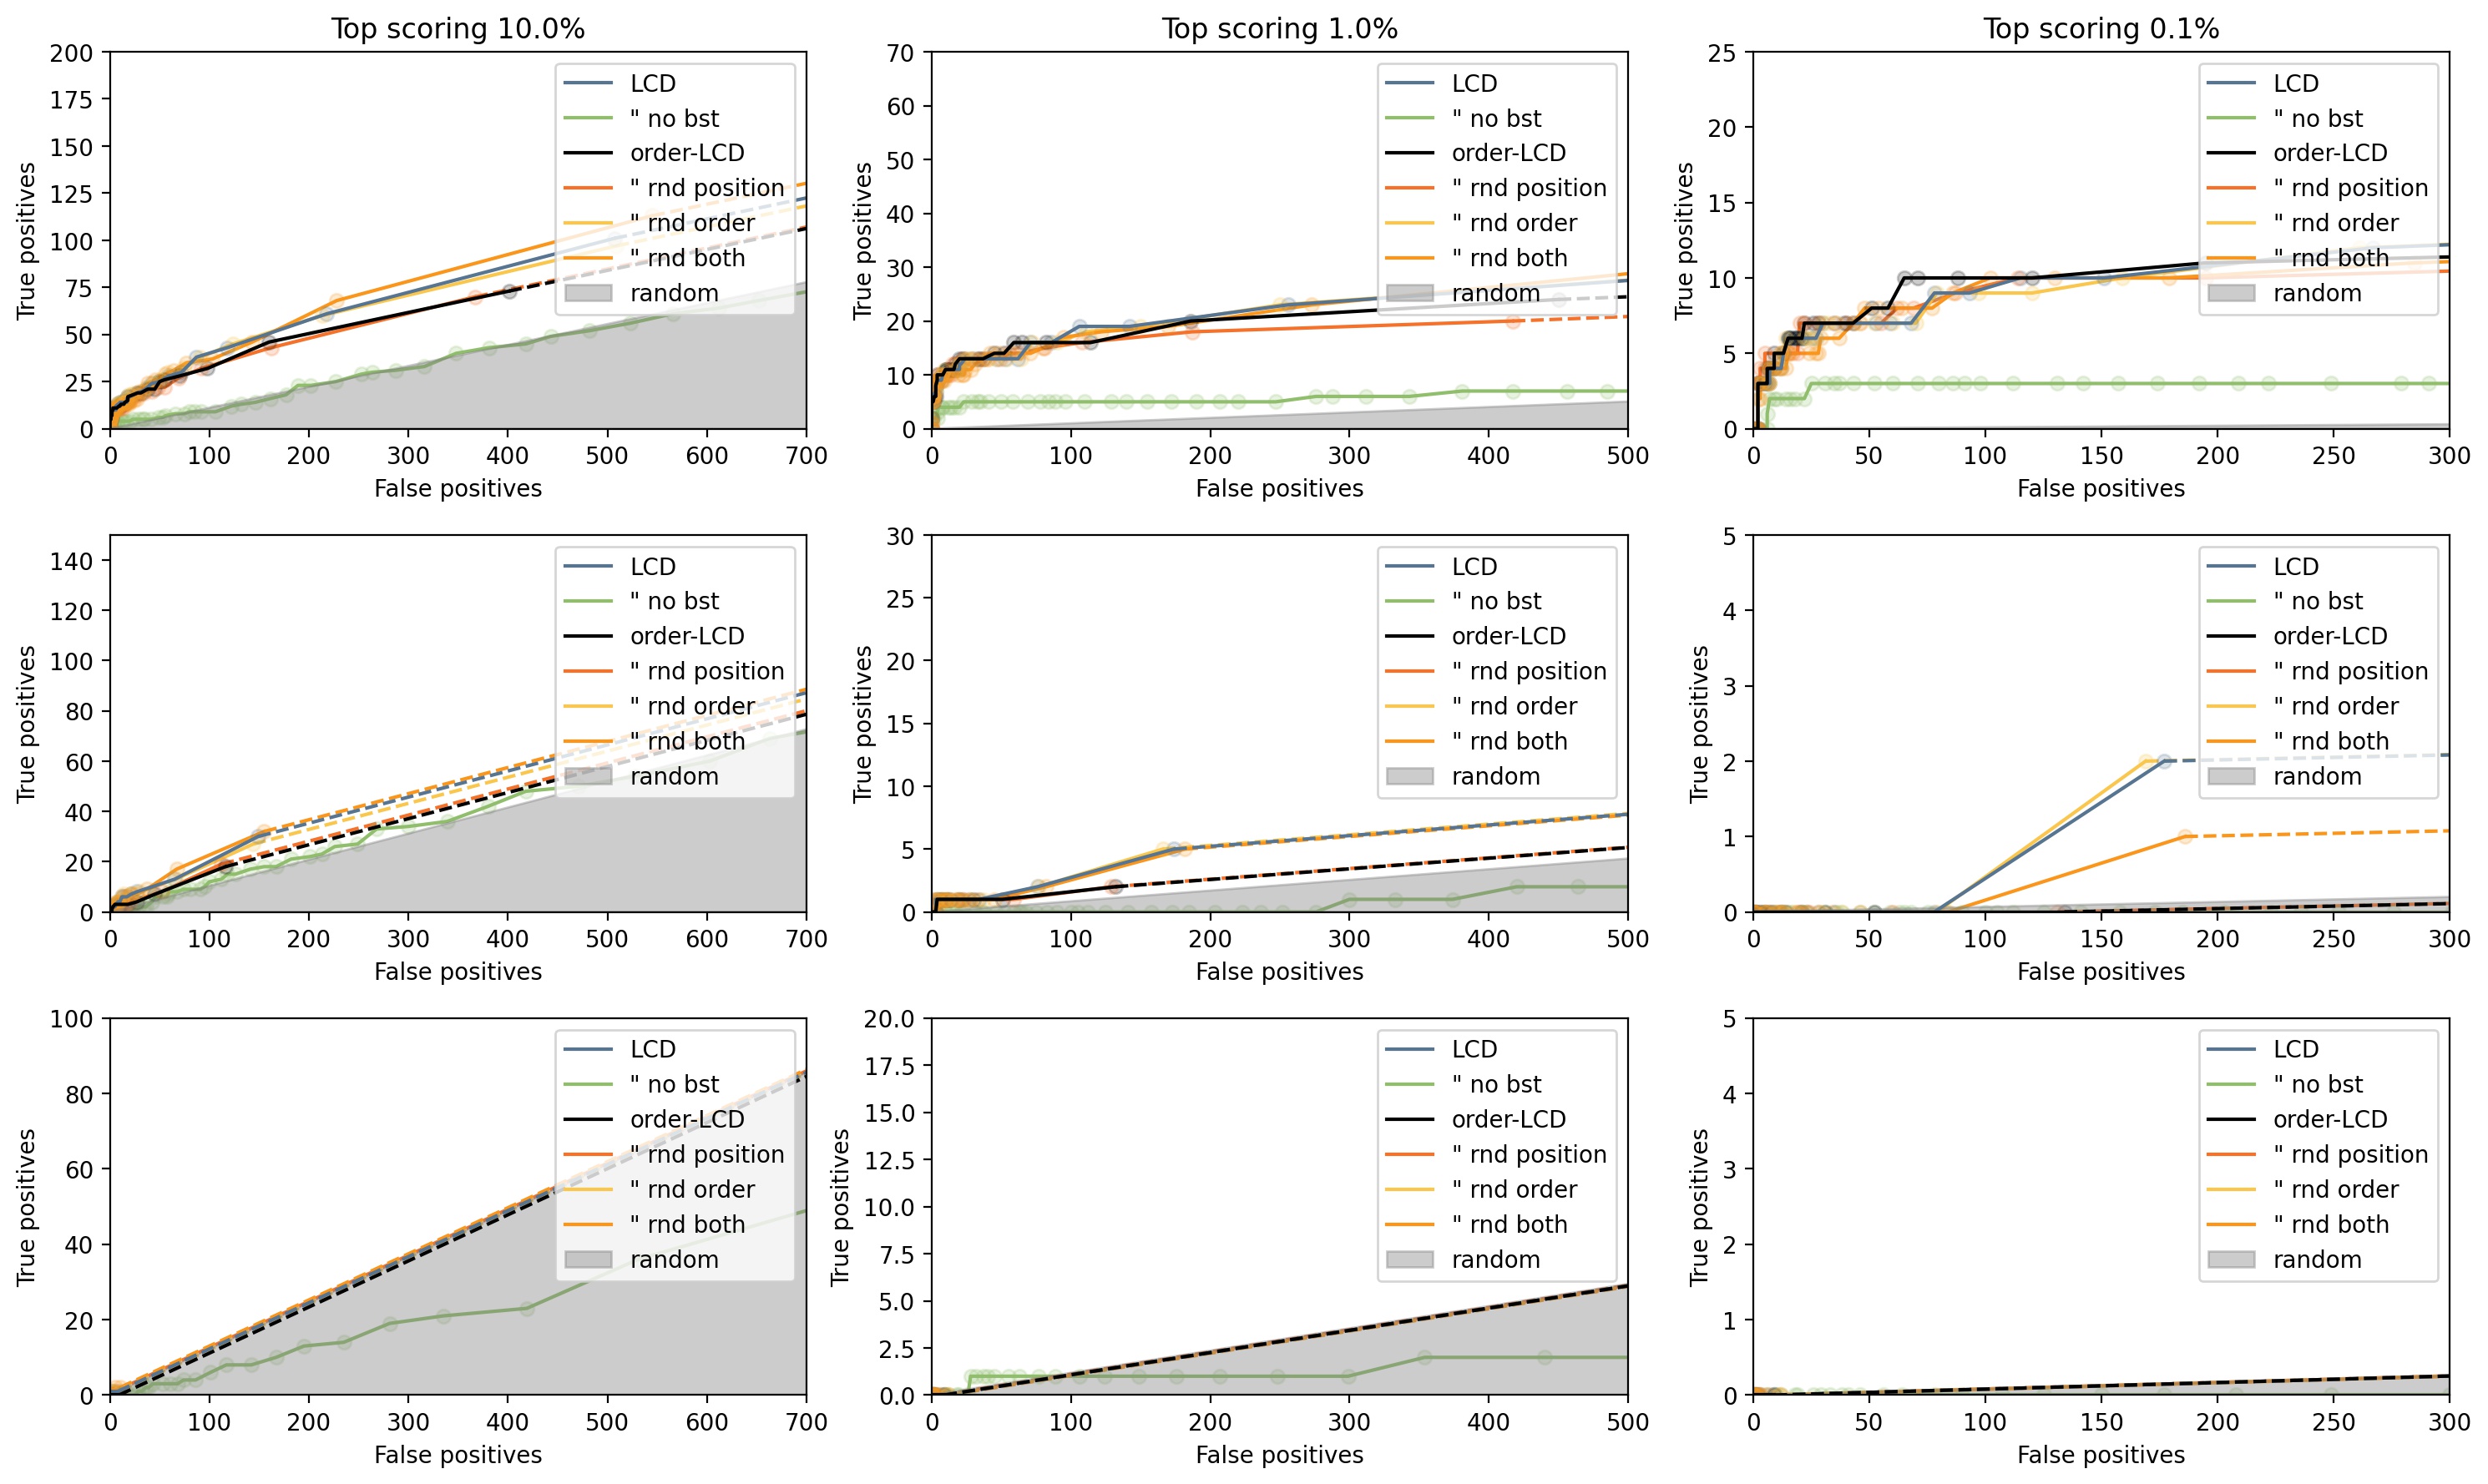 Top scoring 10.0%
200
175
150
125
100
75
50
25
0
True positives
LCD
" no bst
order-LCD
" rnd position
" rnd order
" rnd both
random
0 100 200 300 400 500 600 700
False positives
Top scoring 1.0%
70
60
50
40
30
20
10
0
True positives
LCD
" no bst
order-LCD
" rnd position
" rnd order
" rnd both
random
0 100 200 300 400 500
False positives
Top scoring 0.1%
25
20
15
10
5
0
True positives
LCD
" no bst
order-LCD
" rnd position
" rnd order
" rnd both
random
0 50 100 150 200 250 300
False positives
140
120
100
80
60
40
20
0
True positives
LCD
" no bst
order-LCD
" rnd position
" rnd order
" rnd both
random
0 100 200 300 400 500 600 700
False positives
30
25
20
15
10
5
0
True positives
LCD
" no bst
order-LCD
" rnd position
" rnd order
" rnd both
random
0 100 200 300 400 500
False positives
5
4
3
2
1
0
True positives
LCD
" no bst
order-LCD
" rnd position
" rnd order
" rnd both
random
0 50 100 150 200 250 300
False positives
100
80
60
40
20
0
True positives
LCD
" no bst
order-LCD
" rnd position
" rnd order
" rnd both
random
0 100 200 300 400 500 600 700
False positives
20.0
17.5
15.0
12.5
10.0
7.5
5.0
2.5
0.0
True positives
LCD
" no bst
order-LCD
" rnd position
" rnd order
" rnd both
random
0 100 200 300 400 500
False positives
5
4
3
2
1
0
True positives
LCD
" no bst
order-LCD
" rnd position
" rnd order
" rnd both
random
0 50 100 150 200 250 300
False positives